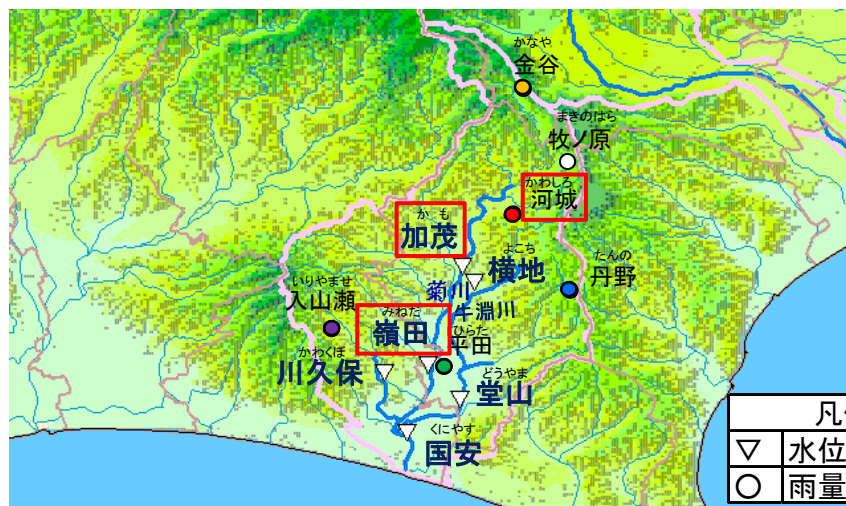 かなや
金谷
まきのはら
牧ノ原
かわしろ
河城
かも
加茂
よこち
横地
たんの
丹野
菊川
牛淵川
いりやませ
入山瀬
みねだ
嶺田
ひらた
平田
かわくぼ
川久保
どうやま
堂山
くにやす
国安
凡
▽ 水位
○ 雨量